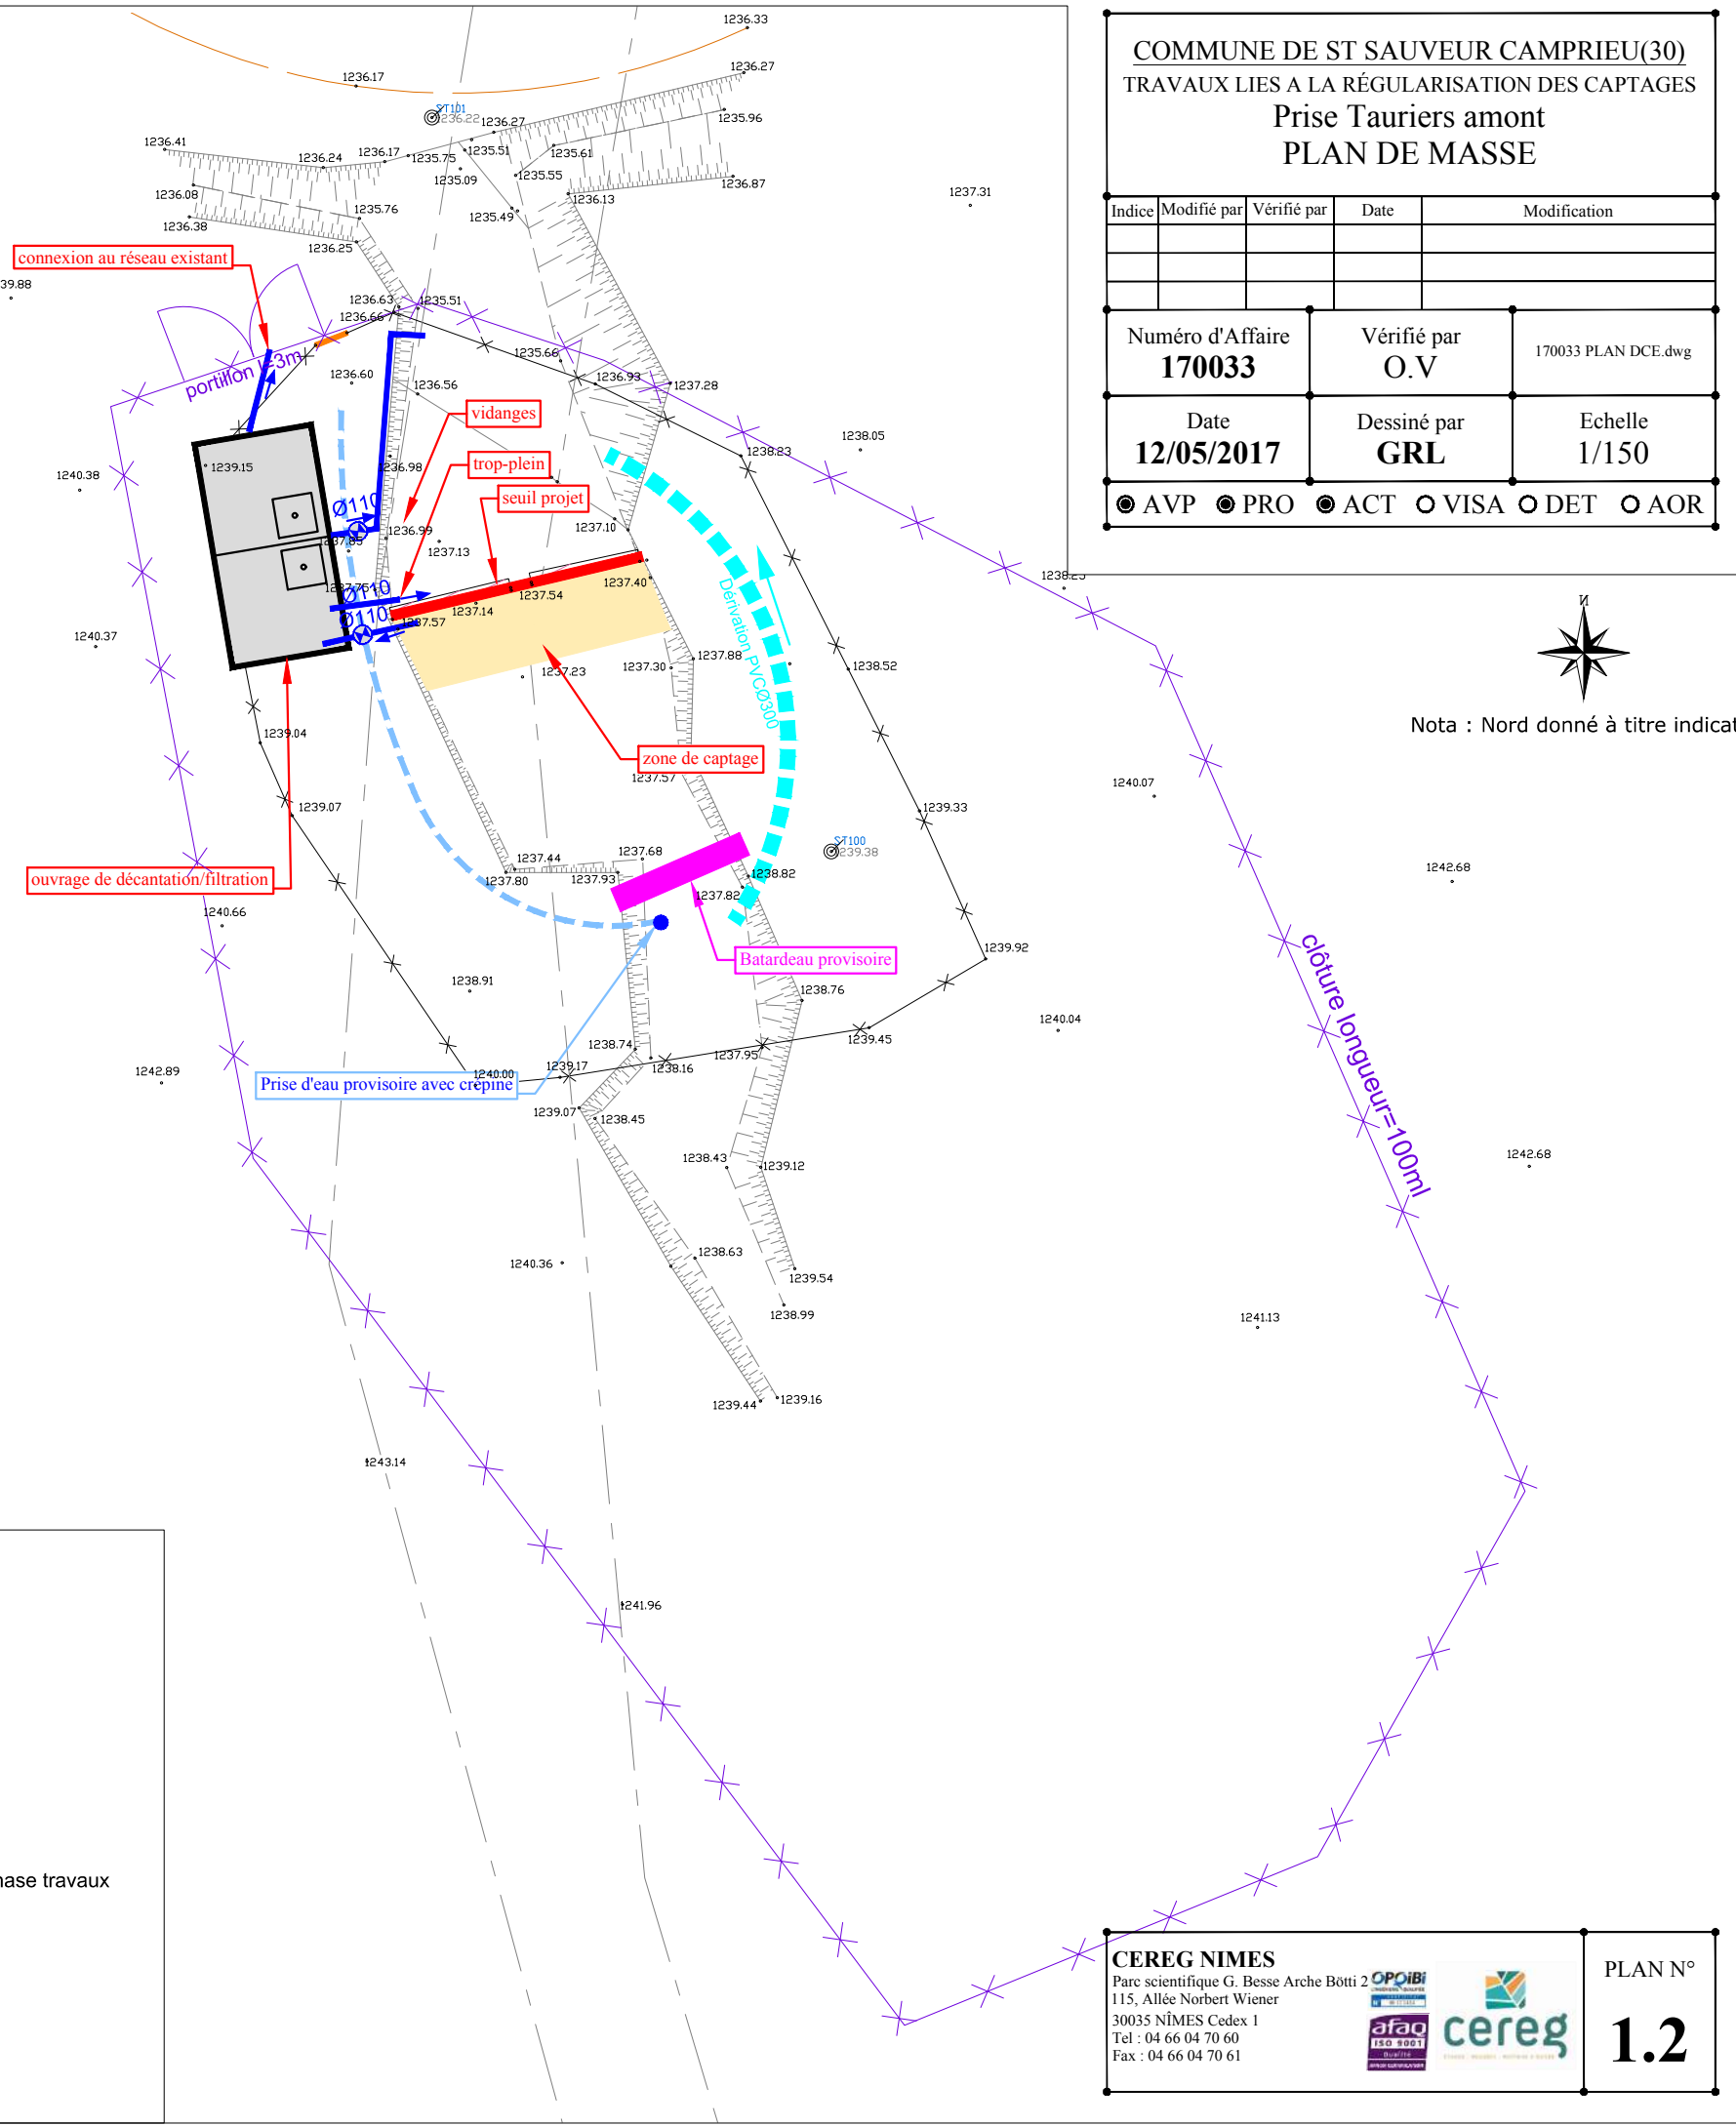 COMMUNE DE ST SAUVEUR CAMPRIEU(30)
TRAVAUX LIES A LA RÉGULARISATION DES CAPTAGES
Prise Tauriers amont
PLAN DE MASSE
Indice Modifié par Vérifié par Date Modification
Numéro d'Affaire
170033
Vérifié par
O.V
170033 PLAN DCE.dwg
Date
12/05/2017
Dessiné par
GRL
Echelle
1/150
AVP PRO ACT VISA DET AOR
N
Nota : Nord donné à titre indicat
1236.33
1236.17
1236.27
ST101
1236.22
1235.96
1236.41
1236.24
1236.17
1235.75
1235.51
1236.27
1235.61
1235.09
1235.55
1236.87
1236.08
1235.76
1235.49
1236.13
1237.31
1236.38
1236.25
connexion au réseau existant
39.88
1236.63
1235.51
1236.66
1235.66
portillon l=3m
1236.60
1236.56
1236.93
1237.28
vidanges
1238.23
1238.05
1239.15
1236.98
trop-plein
1240.38
seuil projet
Ø110
1236.99
1237.10
1237.85
1237.13
1237.40
1238.25
1237.75
Ø110
1237.54
1237.14
Ø110
1237.57
1240.37
Dérivation PVCØ300
1237.88
1237.30
1237.23
1238.52
1239.04
zone de captage
1237.57
1240.07
1239.07
1239.33
ST100
1239.38
1237.44
1237.68
1242.68
ouvrage de décantation/filtration
1237.80
1237.93
1238.82
1237.82
1240.66
Batardeau provisoire
1239.92
clôture longueur=100ml
1238.91
1238.76
1240.04
1239.45
1238.74
1237.95
1242.89
1239.17
1238.16
1240.00
Prise d'eau provisoire avec crépine
1239.07
1238.45
1238.43
1239.12
1242.68
1238.63
1240.36
1239.54
1238.99
1241.13
1239.44
1239.16
1243.14
1241.96
hase travaux
CEREG NIMES
Parc scientifique G. Besse Arche Bötti 2
115, Allée Norbert Wiener
30035 NÎMES Cedex 1
Tel : 04 66 04 70 60
Fax : 04 66 04 70 61
OPQiBi
afaq
ISO 9001
Qualité
cereg
PLAN N°
1.2